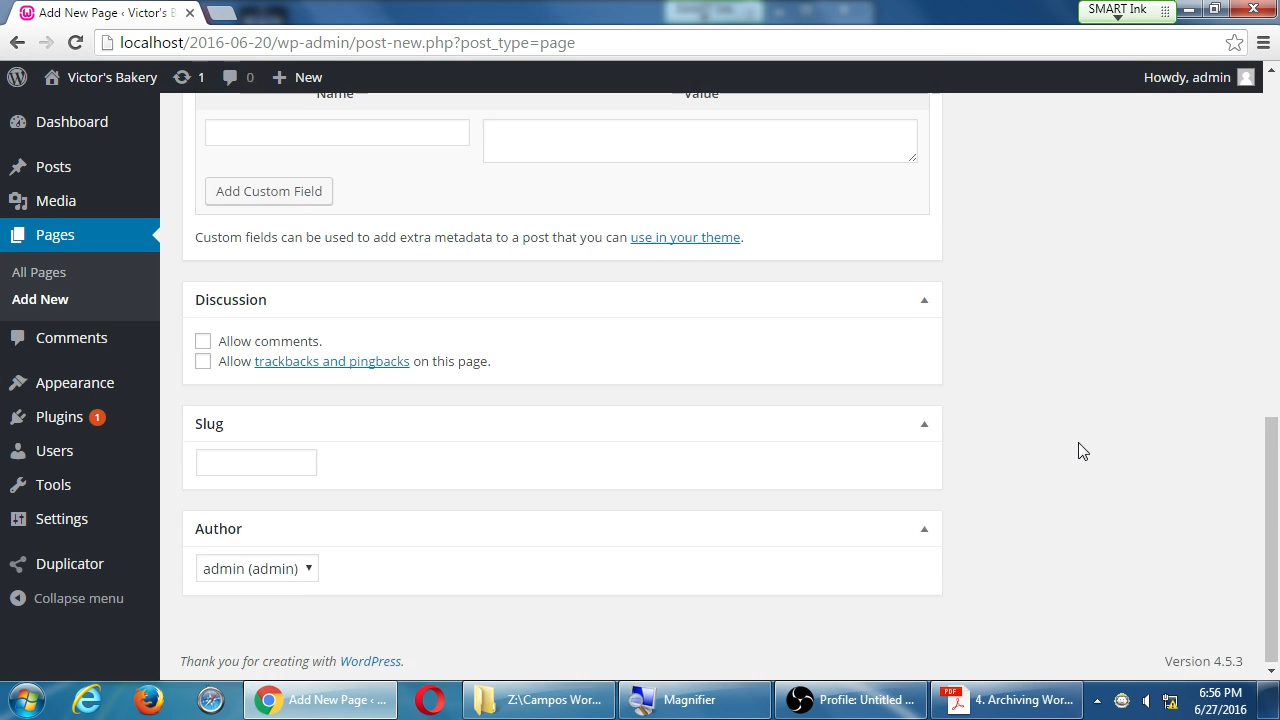 Add New Page ‹ Victor's B
SMART Ink
localhost/2016-06-20/wp-admin/post-new.php?post_type=page
Victor's Bakery
1
0
New
Howdy, admin
Name
Value
Dashboard
Posts
Media
Pages
All Pages
Add New
Comments
Appearance
Plugins 1
Users
Tools
Settings
Duplicator
Collapse menu
Add Custom Field
Custom fields can be used to add extra metadata to a post that you can use in your theme.
Discussion
Allow comments.
Allow trackbacks and pingbacks on this page.
Slug
Author
admin (admin)
Thank you for creating with WordPress.
Version 4.5.3
Add New Page ‹ ...
Z:\Campos Wor...
Magnifier
Profile: Untitled ...
PDF
4. Archiving Wor...
6:56 PM
6/27/2016